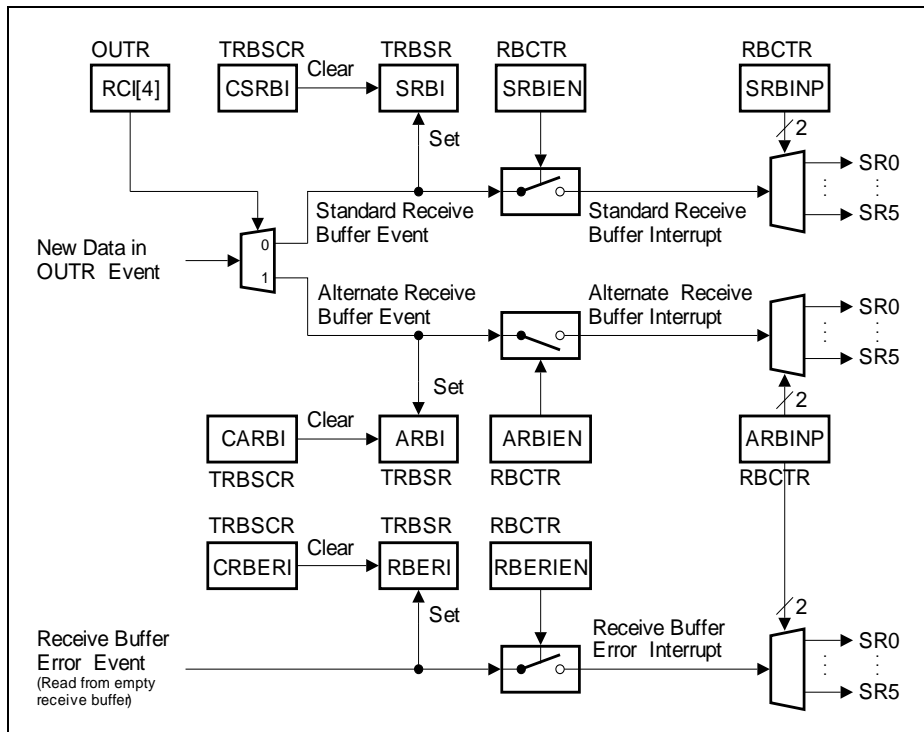 OUTR
TRBSCR
TRBSR
RBCTR
RBCTR
RCI[4]
CSRBI
Clear
SRBI
SRBIEN
SRBINP
Set
2
SR0
SR5
0
1
New Data in
OUTR Event
Standard Receive
Buffer Event
Standard Receive
Buffer Interrupt
Alternate Receive
Buffer Event
Alternate Receive
Buffer Interrupt
SR0
SR5
Set
2
CARBI
Clear
ARBI
ARBIEN
ARBINP
TRBSCR
TRBSR
RBCTR
RBCTR
TRBSCR
TRBSR
RBCTR
CRBERI
Clear
RBERI
RBERIEN
Set
2
Receive Buffer
Error Event
(Read from empty
receive buffer)
Receive Buffer
Error Interrupt
SR0
SR5